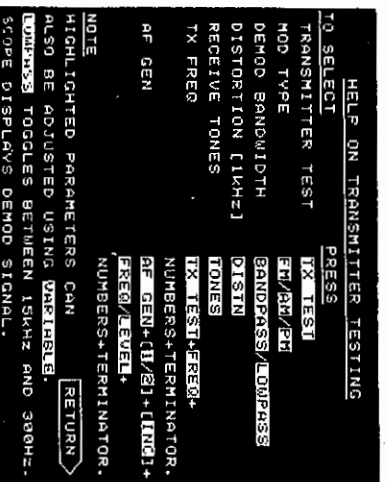 HELP ON TRANSMITTER TESTING
TO SELECT PRESS
TRANSMITTER TEST TX TEST
MOD TYPE FM/AM/PM
DEMOD BANDWIDTH BANDPASS/LOWPASS
DISTORTION [1kHz] DISTN
RECEIVE TONES TONES
TX FREQ TX TEST+FREQ+
NUMBERS+TERMINATOR.
AF GEN AF GEN+[1/2]+[INC]+
FREQ/LEVEL+
NUMBERS+TERMINATOR.
NOTE
HIGHLIGHTED PARAMETERS CAN RETURN
ALSO BE ADJUSTED USING VARIABLE.
TOGGLES BETWEEN 15kHz AND 300Hz.
SCOPE DISPLAYS DEMOD SIGNAL.